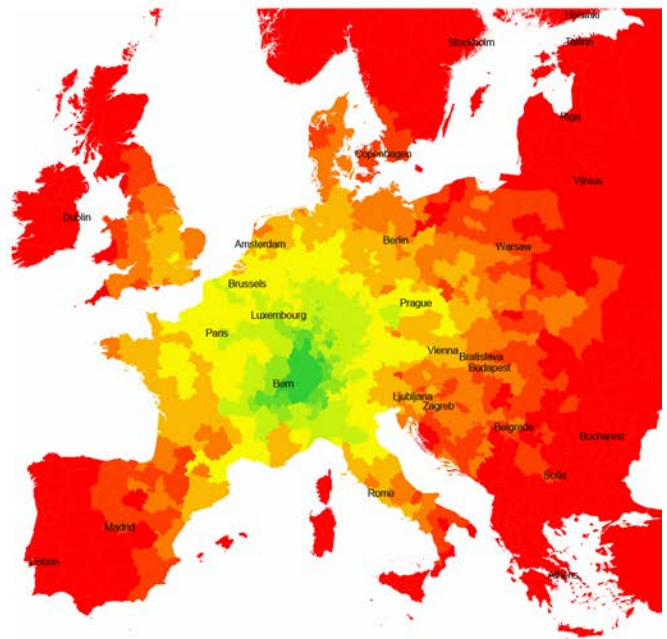 Helsinki
Stockholm
Tallinn
Riga
Copenhagen
Vilnius
Dublin
Amsterdam
Berlin
Warsaw
Brussels
Prague
Luxembourg
Paris
Vienna
Bratislava
Budapest
Bern
Ljubljana
Zagreb
Belgrade
Bucharest
Sofia
Rome
Madrid
Lisbon
Athens